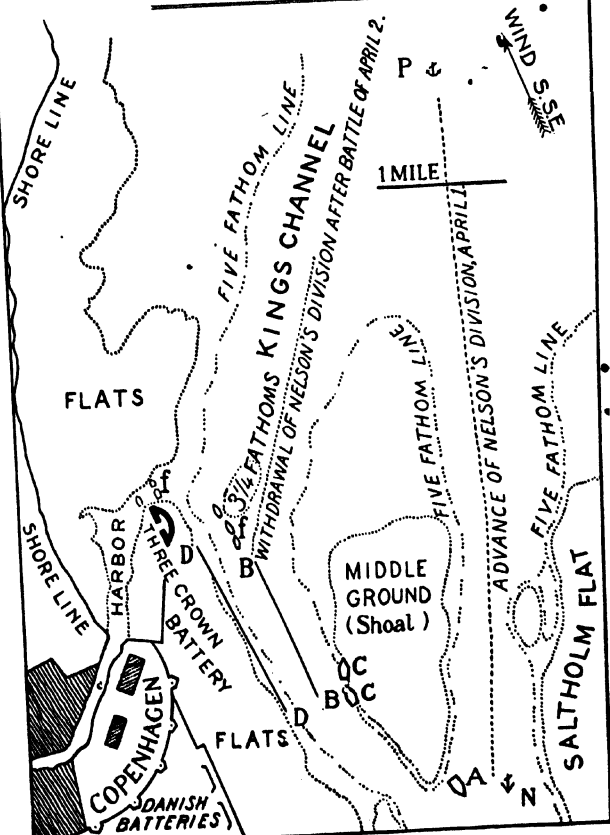 WIND S.SE
P
1 MILE
SHORE LINE
FIVE FATHOM LINE
KINGS CHANNEL
3¼ FATHOMS
WITHDRAWAL OF NELSON'S DIVISION AFTER BATTLE OF APRIL 2.
ADVANCE OF NELSON'S DIVISION, APRIL 1.
FIVE FATHOM LINE
FIVE FATHOM LINE
FLATS
f
f
HARBOR
THREE CROWN
BATTERY
D
B
SHORE LINE
MIDDLE
GROUND
(Shoal)
SALTHOLM FLAT
C
B
C
D
FLATS
COPENHAGEN
A
N
DANISH
BATTERIES